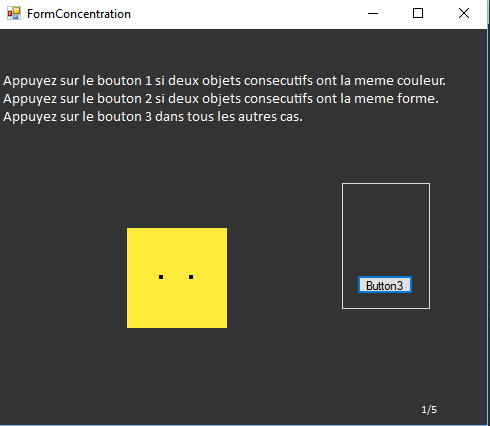 FormConcentration
Appuyez sur le bouton 1 si deux objets consecutifs ont la meme couleur.
Appuyez sur le bouton 2 si deux objets consecutifs ont la meme forme.
Appuyez sur le bouton 3 dans tous les autres cas.
Button3
1/5